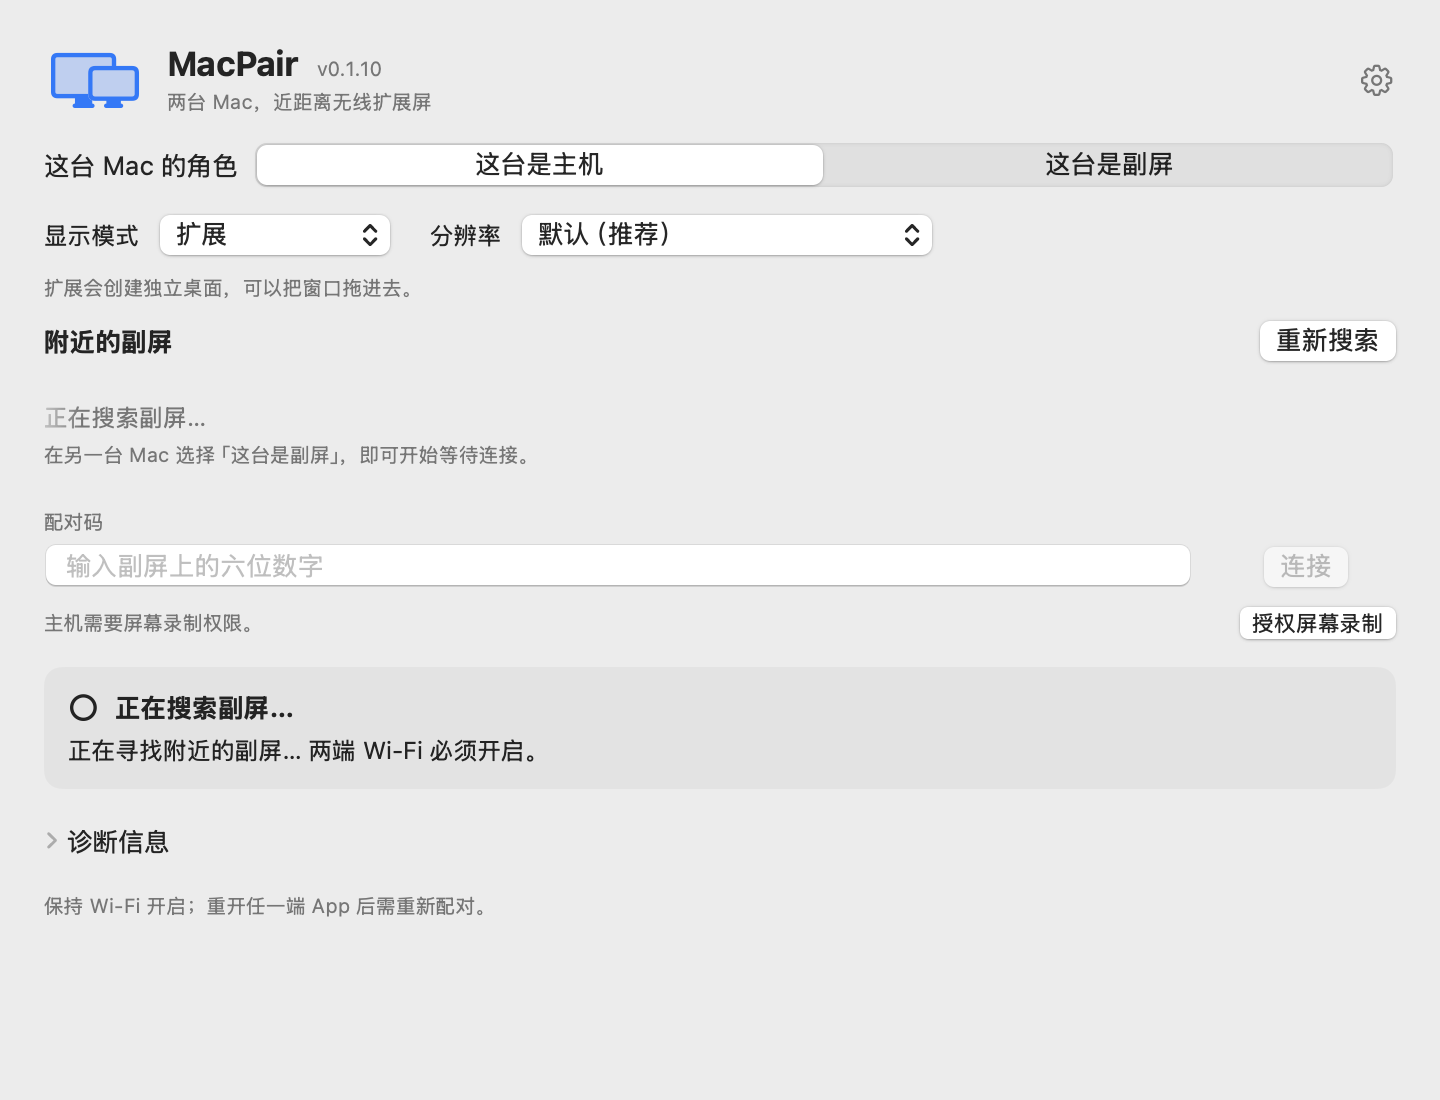 MacPair v0.1.10
两台 Mac，近距离无线扩展屏
这台 Mac 的角色 这台是主机 这台是副屏
显示模式 扩展 分辨率 默认（推荐）
扩展会创建独立桌面，可以把窗口拖进去。
附近的副屏 重新搜索
正在搜索副屏...
在另一台 Mac 选择「这台是副屏」，即可开始等待连接。
配对码
输入副屏上的六位数字 连接
主机需要屏幕录制权限。 授权屏幕录制
正在搜索副屏...
正在寻找附近的副屏... 两端 Wi-Fi 必须开启。
诊断信息
保持 Wi-Fi 开启；重开任一端 App 后需重新配对。